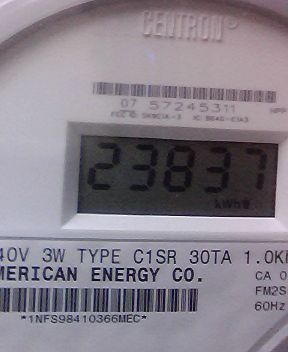 CENTRON
07 57245311
23837
kWh
40V 3W TYPE C1SR 30TA 1.0K
MERICAN ENERGY CO.
CA 0
FM2S
60Hz
*1NFS98410366MEC*